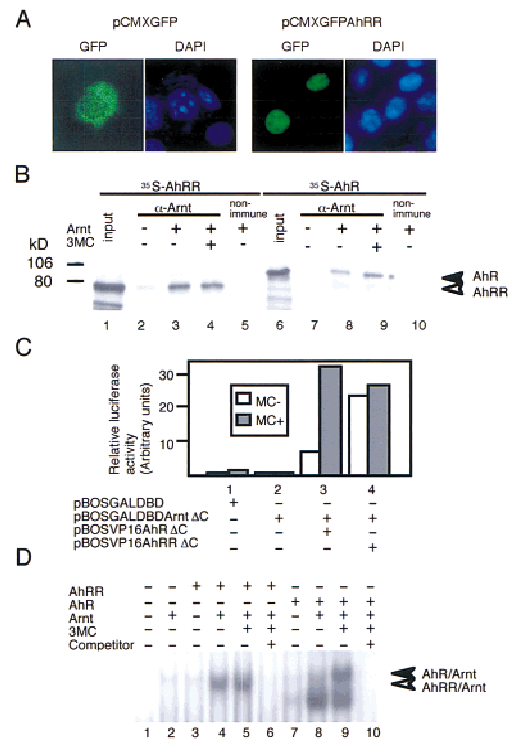 A
pCMXGFP pCMXGFPAhRR
GFP DAPI GFP DAPI
B
35S-AhRR 35S-AhR
input α-Arnt non-immune input α-Arnt non-immune
Arnt - + + + - + + +
3MC - - + - - - + -
kD
106
80
AhR
AhRR
1 2 3 4 5 6 7 8 9 10
C
Relative luciferase activity (Arbitrary units)
30
20
10
MC-
MC+
1 2 3 4
pBOSGALDBD + - - -
pBOSGALDBDArnt ΔC - + + +
pBOSVP16AhR ΔC - - + -
pBOSVP16AhRR ΔC - - - +
D
AhRR - - + + + + - - - -
AhR - - - - - - + + + +
Arnt - + - + + + - + + +
3MC - - - - + + - - + +
Competitor - - - - - + - - - +
AhR/Arnt
AhRR/Arnt
1 2 3 4 5 6 7 8 9 10